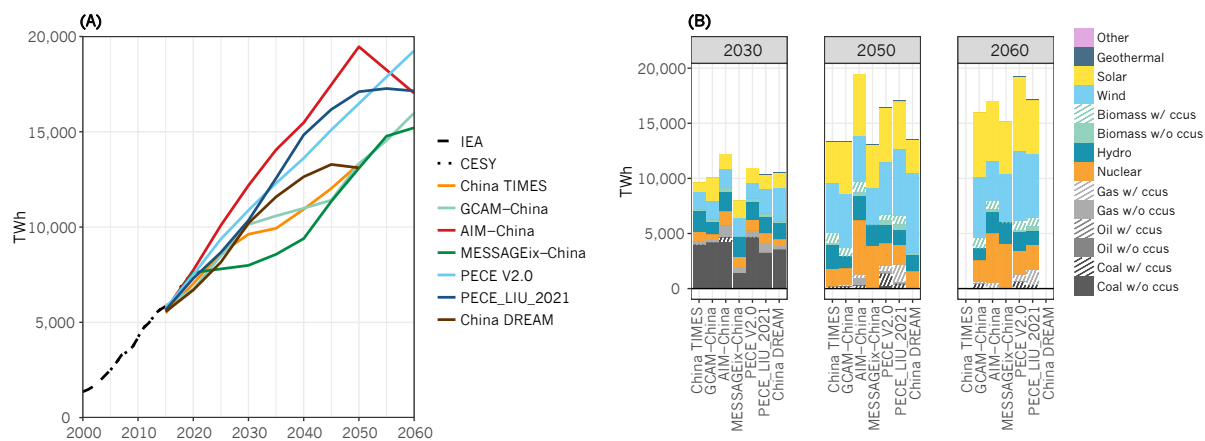 (A)
TWh
20,000
15,000
10,000
5,000
0
2000
2010
2020
2030
2040
2050
2060
IEA
CESY
China TIMES
GCAM–China
AIM–China
MESSAGEix–China
PECE V2.0
PECE_LIU_2021
China DREAM
(B)
TWh
20,000
15,000
10,000
5,000
0
2030
China TIMES
GCAM–China
AIM–China
MESSAGEix–China
PECE V2.0
PECE_LIU_2021
China DREAM
2050
China TIMES
GCAM–China
AIM–China
MESSAGEix–China
PECE V2.0
PECE_LIU_2021
China DREAM
2060
China TIMES
GCAM–China
AIM–China
MESSAGEix–China
PECE V2.0
PECE_LIU_2021
China DREAM
Other
Geothermal
Solar
Wind
Biomass w/ ccus
Biomass w/o ccus
Hydro
Nuclear
Gas w/ ccus
Gas w/o ccus
Oil w/ ccus
Oil w/o ccus
Coal w/ ccus
Coal w/o ccus